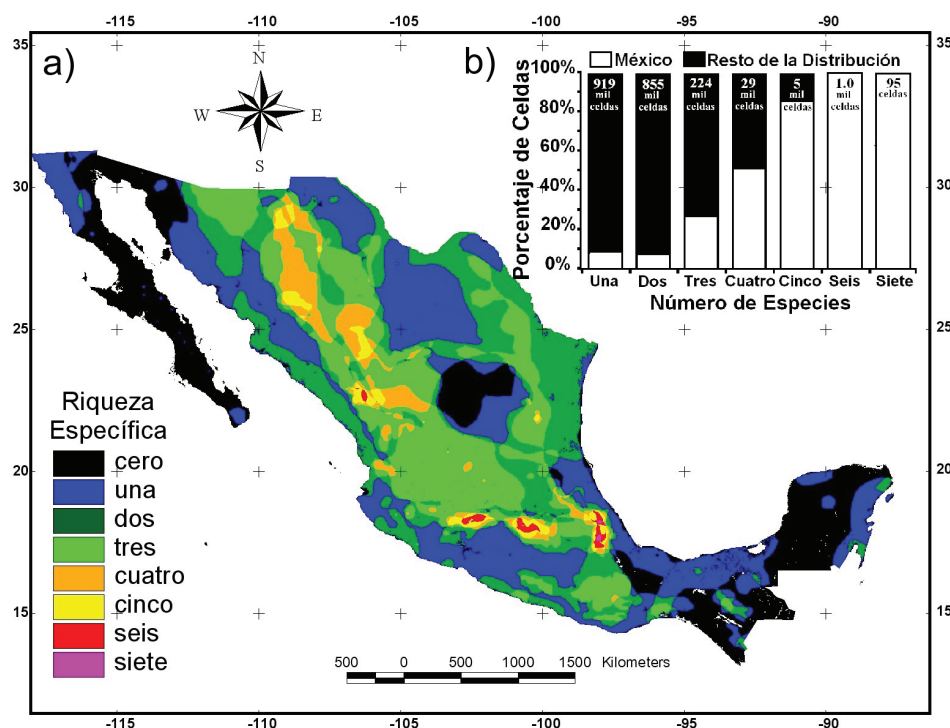 -115 -110 -105 -100 -95 -90
35 35
a)
N
W E
S
b)
México Resto de la Distribución
Porcentaje de Celdas
100%
80%
60%
40%
20%
0%
919 mil celdas
855 mil celdas
224 mil celdas
29 mil celdas
5 mil celdas
1.0 mil celdas
95 celdas
Una Dos Tres Cuatro Cinco Seis Siete
Número de Especies
30 30
25 25
20 20
15 15
Riqueza
Específica
cero
una
dos
tres
cuatro
cinco
seis
siete
500 0 500 1000 1500 Kilometers
-115 -110 -105 -100 -95 -90